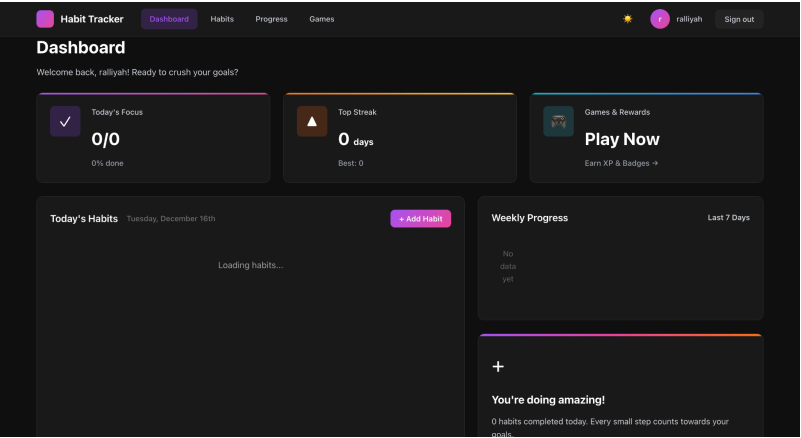 Habit Tracker
Dashboard
Habits
Progress
Games
r
ralliyah
Sign out
Dashboard
Welcome back, ralliyah! Ready to crush your goals?
Today's Focus
0/0
0% done
Top Streak
0 days
Best: 0
Games & Rewards
Play Now
Earn XP & Badges →
Today's Habits
Tuesday, December 16th
+ Add Habit
Loading habits...
Weekly Progress
Last 7 Days
No
data
yet
+
You're doing amazing!
0 habits completed today. Every small step counts towards your
goals.